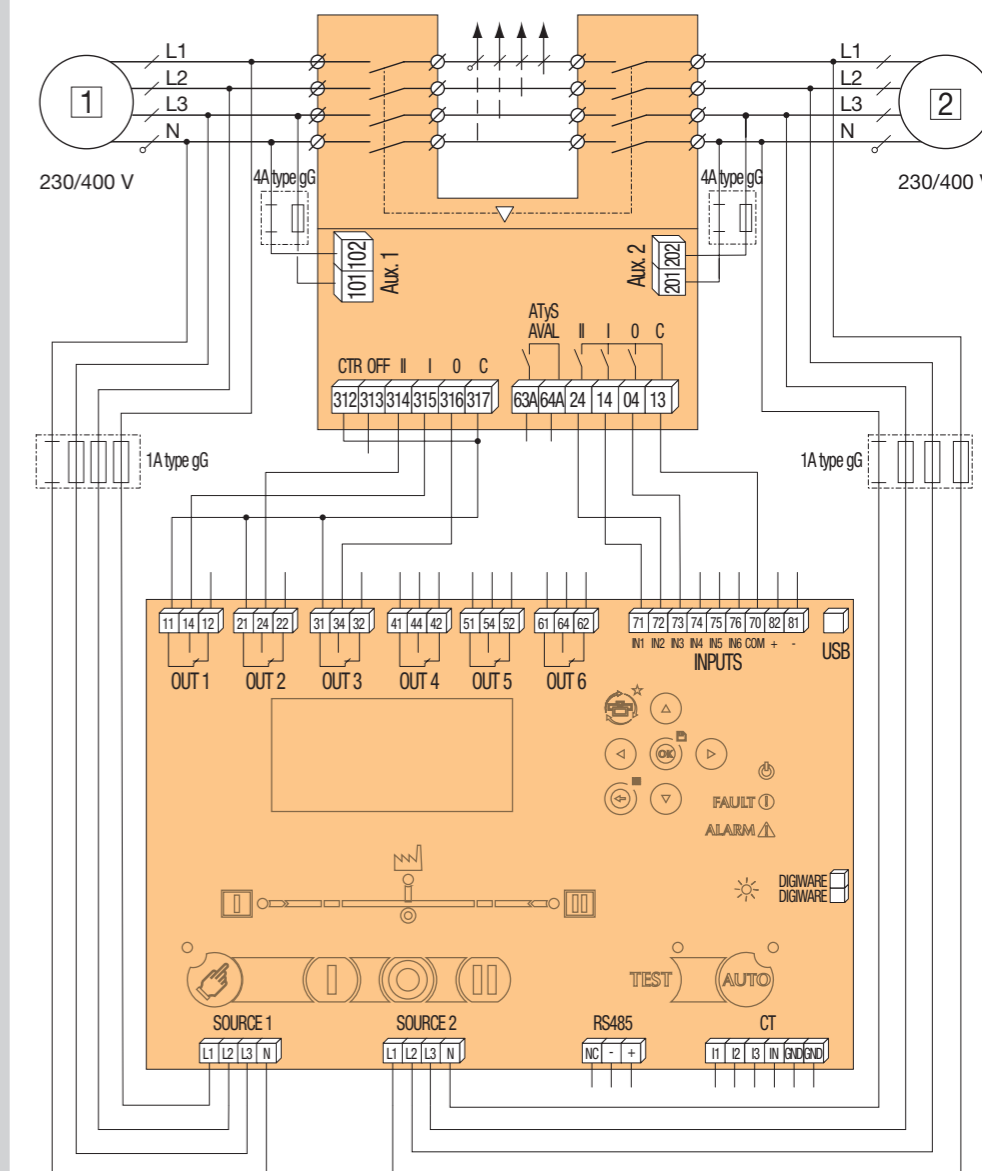 L1 L1
L2 L2
1 L3 L3 2
N N
230/400 V 4A type gG 4A type gG 230/400 V
101 102 Aux. 1 Aux. 2 201 202
ATyS
AVAL II I 0 C
CTR OFF II I 0 C
312 313 314 315 316 317 63A 64A 24 14 04 13
1A type gG 1A type gG
11 14 12 21 24 22 31 34 32 41 44 42 51 54 52 61 64 62 71 72 73 74 75 76 70 82 81
IN1 IN2 IN3 IN4 IN5 IN6 COM + -
OUT 1 OUT 2 OUT 3 OUT 4 OUT 5 OUT 6 INPUTS USB
OK
FAULT
ALARM
DIGIWARE
DIGIWARE
I II
I II TEST AUTO
SOURCE 1 SOURCE 2 RS485 CT
L1 L2 L3 N L1 L2 L3 N NC - + I1 I2 I3 IN GND GND